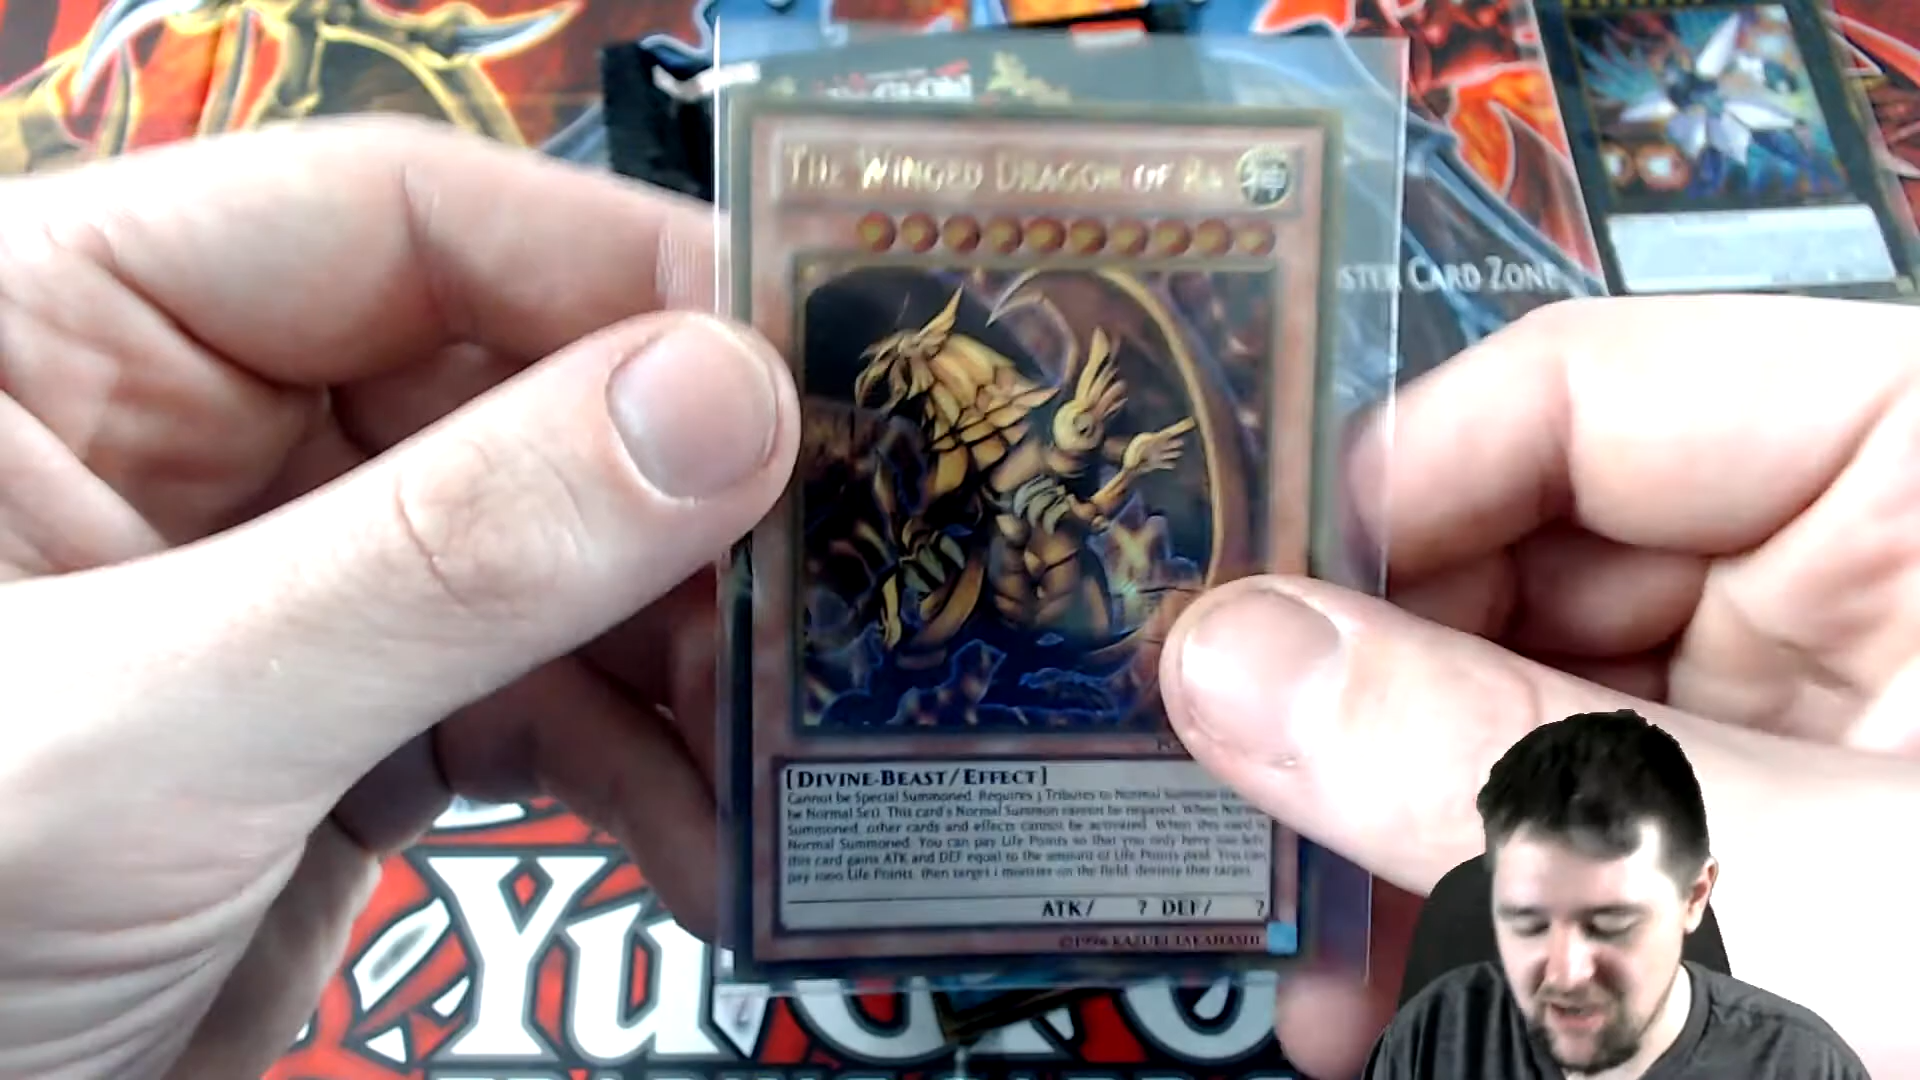 THE WINGED DRAGON OF RA
神
STER CARD ZONE
[DIVINE-BEAST/EFFECT]
Cannot be Special Summoned. Requires 3 Tributes to Normal Summon
be Normal Set). This card's Normal Summon cannot be negated. When Normal
Summoned, other cards and effects cannot be activated. When this card is
Normal Summoned: You can pay Life Points so that you only have 100 left;
this card gains ATK and DEF equal to the amount of Life Points paid. You can
pay 1000 Life Points, then target 1 monster on the field; destroy that target.
ATK/ ? DEF/ ?
©1996 KAZUKI TAKAHASHI
Yu